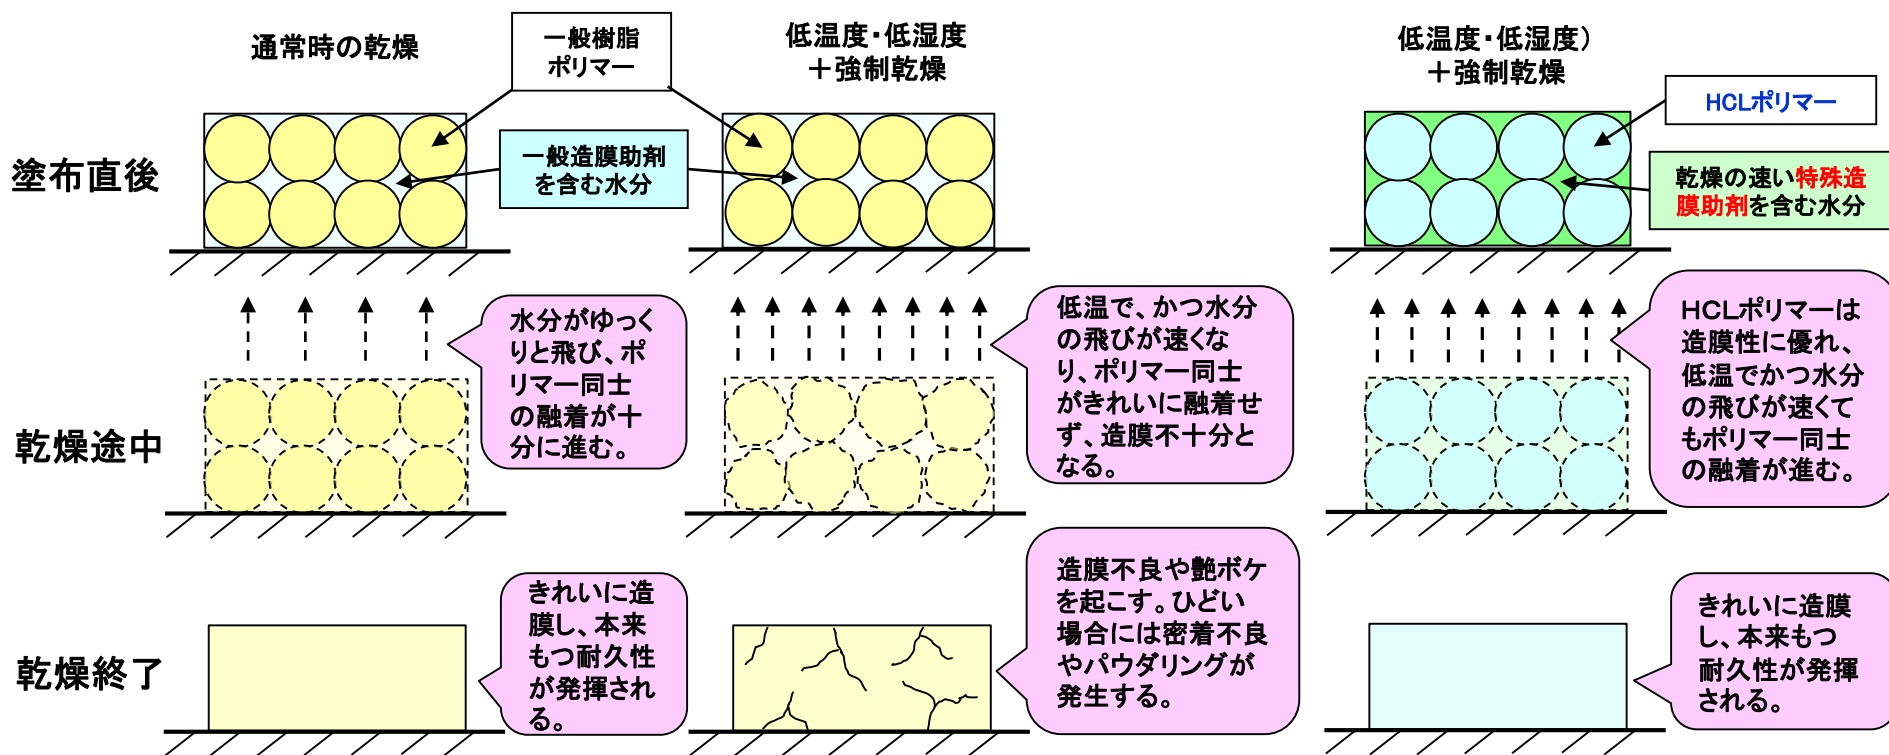 通常時の乾燥
一般樹脂
ポリマー
低温度・低湿度
＋強制乾燥
低温度・低湿度）
＋強制乾燥
HCLポリマー
塗布直後
一般造膜助剤
を含む水分
乾燥の速い特殊造
膜助剤を含む水分
乾燥途中
水分がゆっく
りと飛び、ポ
リマー同士
の融着が十
分に進む。
低温で、かつ水分
の飛びが速くな
り、ポリマー同士
がきれいに融着せ
ず、造膜不十分と
なる。
HCLポリマーは
造膜性に優れ、
低温でかつ水分
の飛びが速くて
もポリマー同士
の融着が進む。
乾燥終了
きれいに造
膜し、本来
もつ耐久性
が発揮され
る。
造膜不良や艶ボケ
を起こす。ひどい
場合には密着不良
やパウダリングが
発生する。
きれいに造膜
し、本来もつ
耐久性が発揮
される。